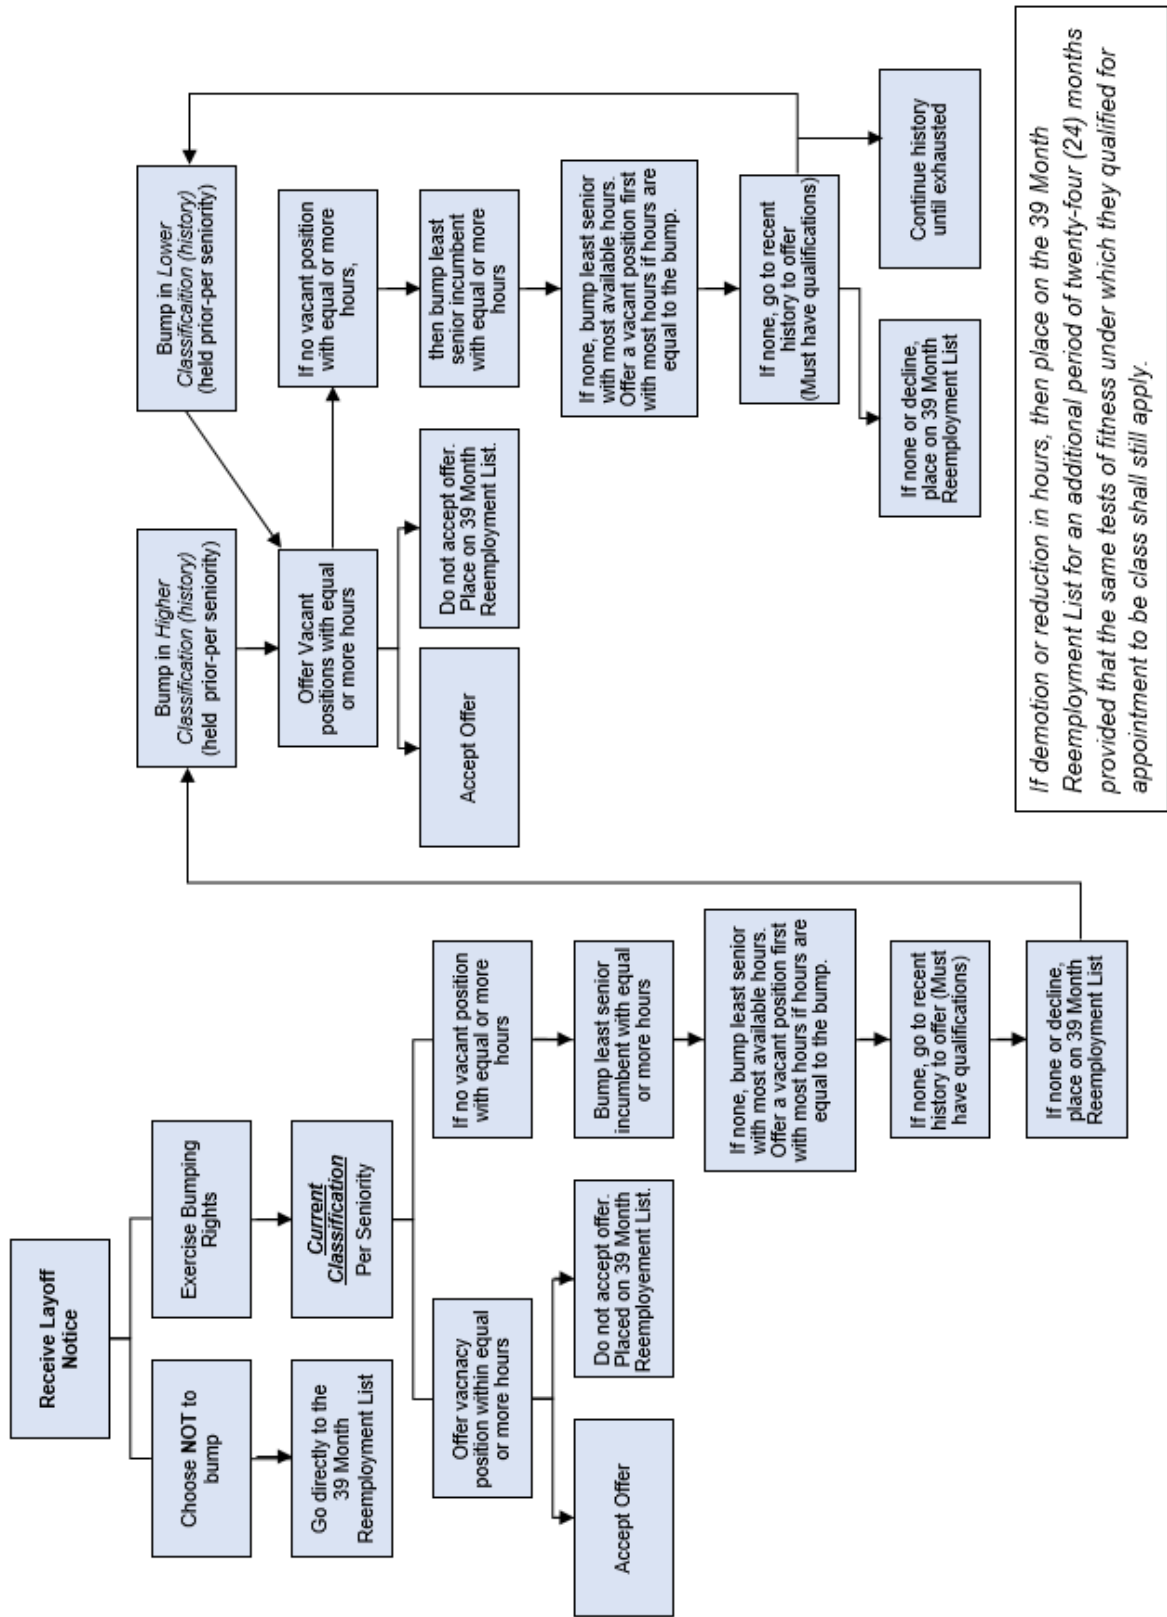 Receive Layoff
Notice
Choose NOT to
bump
Exercise Bumping
Rights
Go directly to the
39 Month
Reemployment List
Current
Classification
Per Seniority
Offer vacnacy
position within equal
or more hours
If no vacant position
with equal or more
hours
Accept Offer
Do not accept offer.
Placed on 39 Month
Reemployement List.
Bump least senior
incumbent with equal
or more hours
If none, bump least senior
with most available hours.
Offer a vacant position first
with most hours if hours are
equal to the bump.
If none, go to recent
history to offer (Must
have qualifications)
If none or decline,
place on 39 Month
Reemployment List
Bump in Higher
Classification (history)
(held prior-per seniority)
Bump in Lower
Classificaition (history)
(held prior-per seniority)
Offer Vacant
positions with equal
or more hours
If no vacant position
with equal or more
hours,
Accept Offer
Do not accept offer.
Place on 39 Month
Reemployment List.
then bump least
senior incumbent
with equal or more
hours
If none, bump least senior
with most available hours.
Offer a vacant position first
with most hours if hours are
equal to the bump.
If none, go to recent
history to offer
(Must have qualifications)
If none or decline,
place on 39 Month
Reemployment List
Continue history
until exhausted
If demotion or reduction in hours, then place on the 39 Month
Reemployment List for an additional period of twenty-four (24) months
provided that the same tests of fitness under which they qualified for
appointment to be class shall still apply.